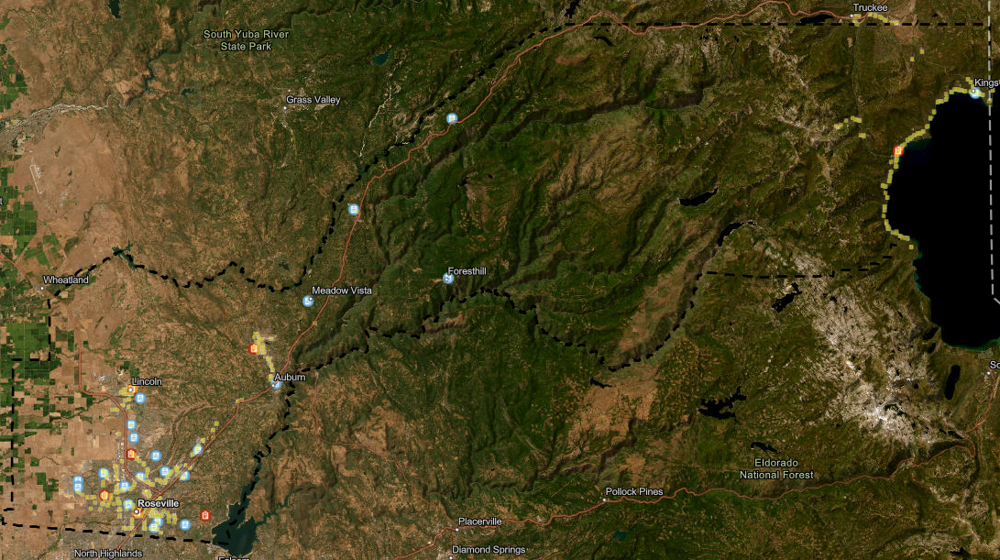 Truckee
South Yuba River
State Park
Kings
Grass Valley
Foresthill
Wheatland
Meadow Vista
Auburn
Lincoln
Eldorado
National Forest
Pollock Pines
Roseville
Placerville
North Highlands
Diamond Springs